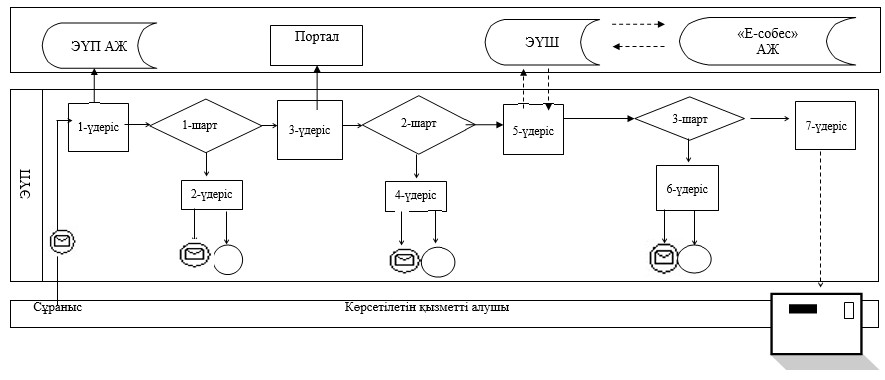 ЭҮП АЖ
Портал
ЭҮШ
«Е-собес»
АЖ
ЭҮП
1-үдеріс
1-шарт
3-үдеріс
2-шарт
5-үдеріс
3-шарт
7-үдеріс
2-үдеріс
4-үдеріс
6-үдеріс
Сұраныс
Көрсетілетін қызметті алушы